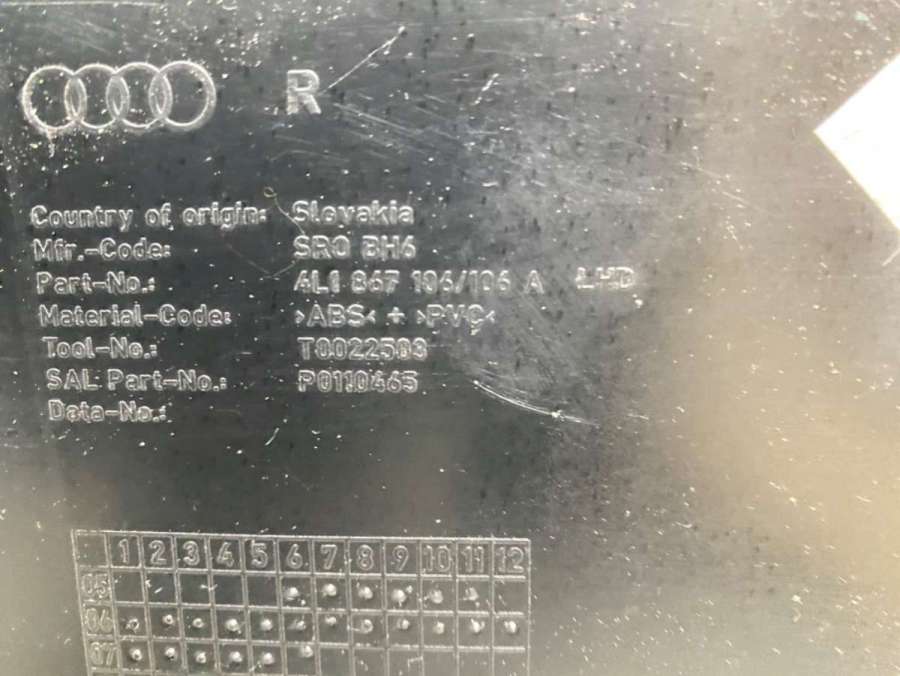 R
Country of origin: Slovakia
Mfr.-Code: SRO BH6
Part-No.: 4L1 867 106/106 A LHD
Material-Code: >ABS< + >PVC<
Tool-No.: T0022583
SAL Part-No.: P0110465
Data-No.:
1 2 3 4 5 6 7 8 9 10 11 12
05
06
07